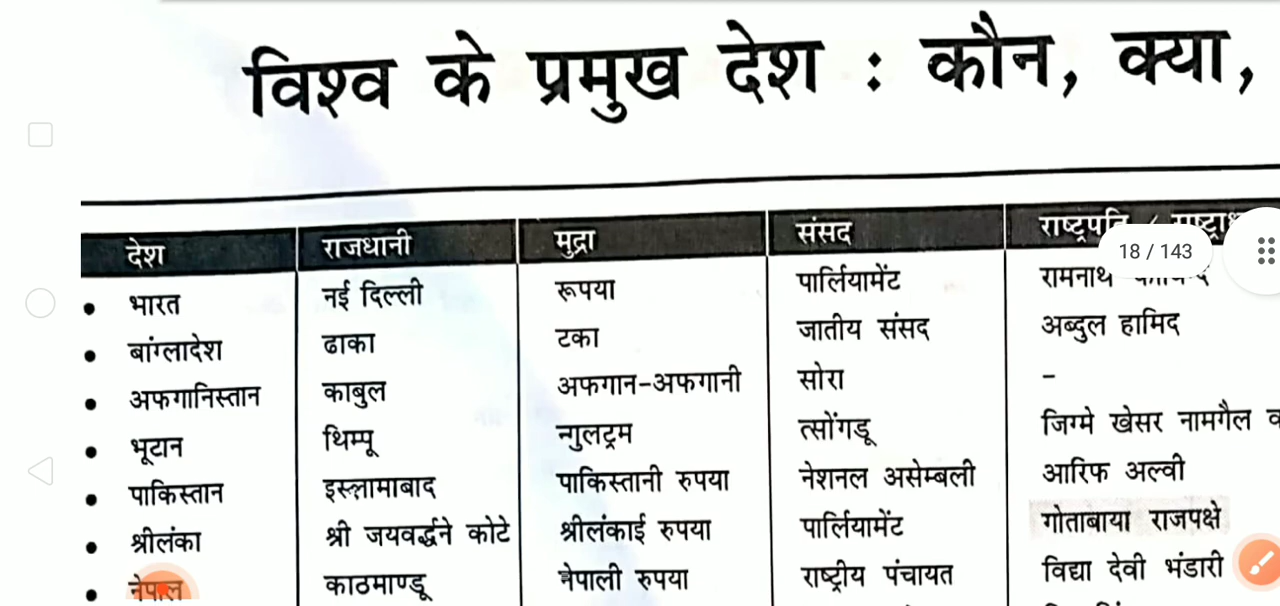 विश्व के प्रमुख देश : कौन, क्या,
देश राजधानी मुद्रा संसद
18 / 143
भारत नई दिल्ली रूपया पार्लियामेंट रामनाथ
बांग्लादेश ढाका टका जातीय संसद अब्दुल हामिद
अफगानिस्तान काबुल अफगान-अफगानी सोरा –
भूटान थिम्पू न्गुलट्रम त्सोंगडू जिग्मे खेसर नामगैल
पाकिस्तान इस्लामाबाद पाकिस्तानी रुपया नेशनल असेम्बली आरिफ अल्वी
श्रीलंका श्री जयवर्द्धने कोटे श्रीलंकाई रुपया पार्लियामेंट गोताबाया राजपक्षे
नेपाल काठमाण्डू नेपाली रुपया राष्ट्रीय पंचायत विद्या देवी भंडारी